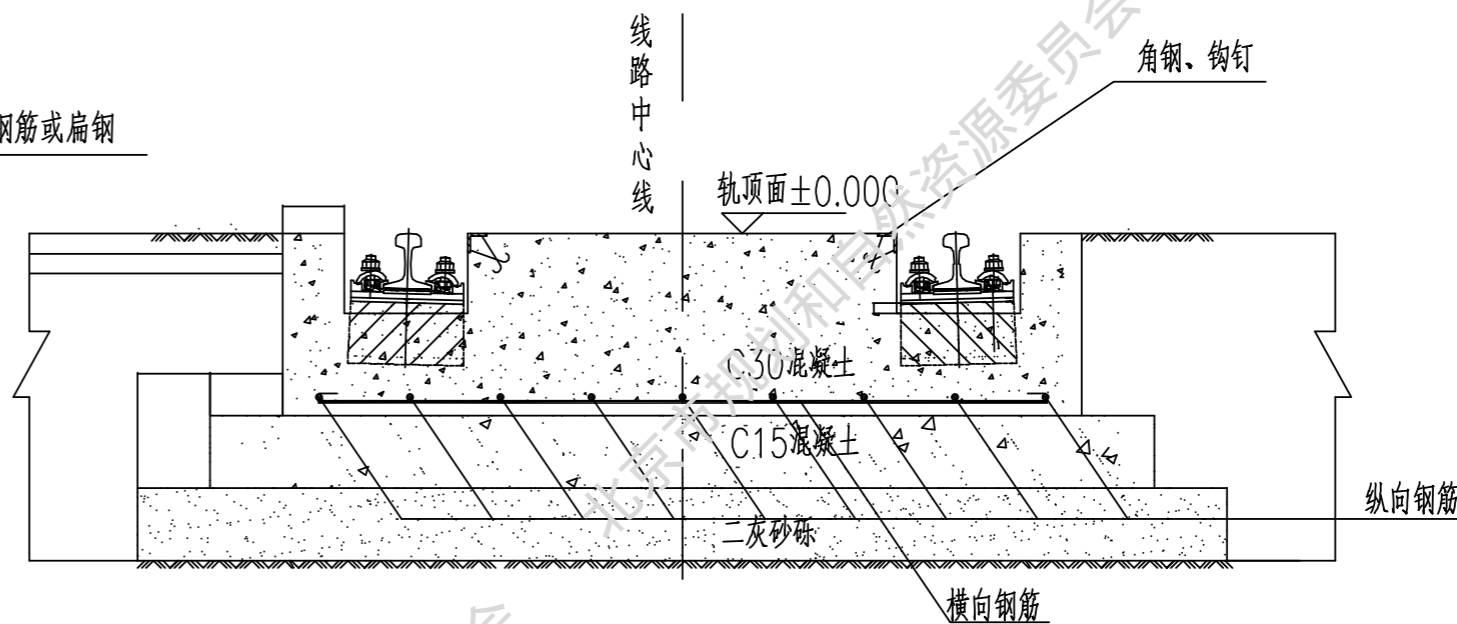 线路中心线
角钢、钩钉
钢筋或扁钢
轨顶面±0.000
C30混凝土
C15混凝土
二灰砂砾
纵向钢筋
横向钢筋
北京市规划和自然资源委员会
会